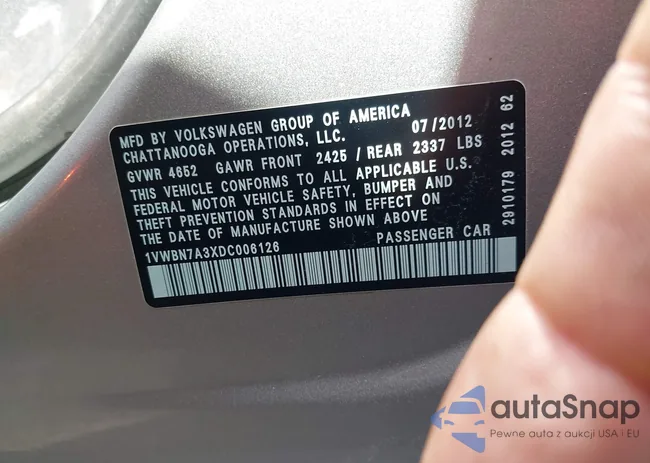 MFD BY VOLKSWAGEN GROUP OF AMERICA
CHATTANOOGA OPERATIONS, LLC. 07/2012
GVWR 4652 GAWR FRONT 2425 / REAR 2337 LBS
THIS VEHICLE CONFORMS TO ALL APPLICABLE U.S.
FEDERAL MOTOR VEHICLE SAFETY, BUMPER AND
THEFT PREVENTION STANDARDS IN EFFECT ON
THE DATE OF MANUFACTURE SHOWN ABOVE
1VWBN7A3XDC006126 PASSENGER CAR
2910179 2012 62
autaSnap
Pewne auta z aukcji USA i EU